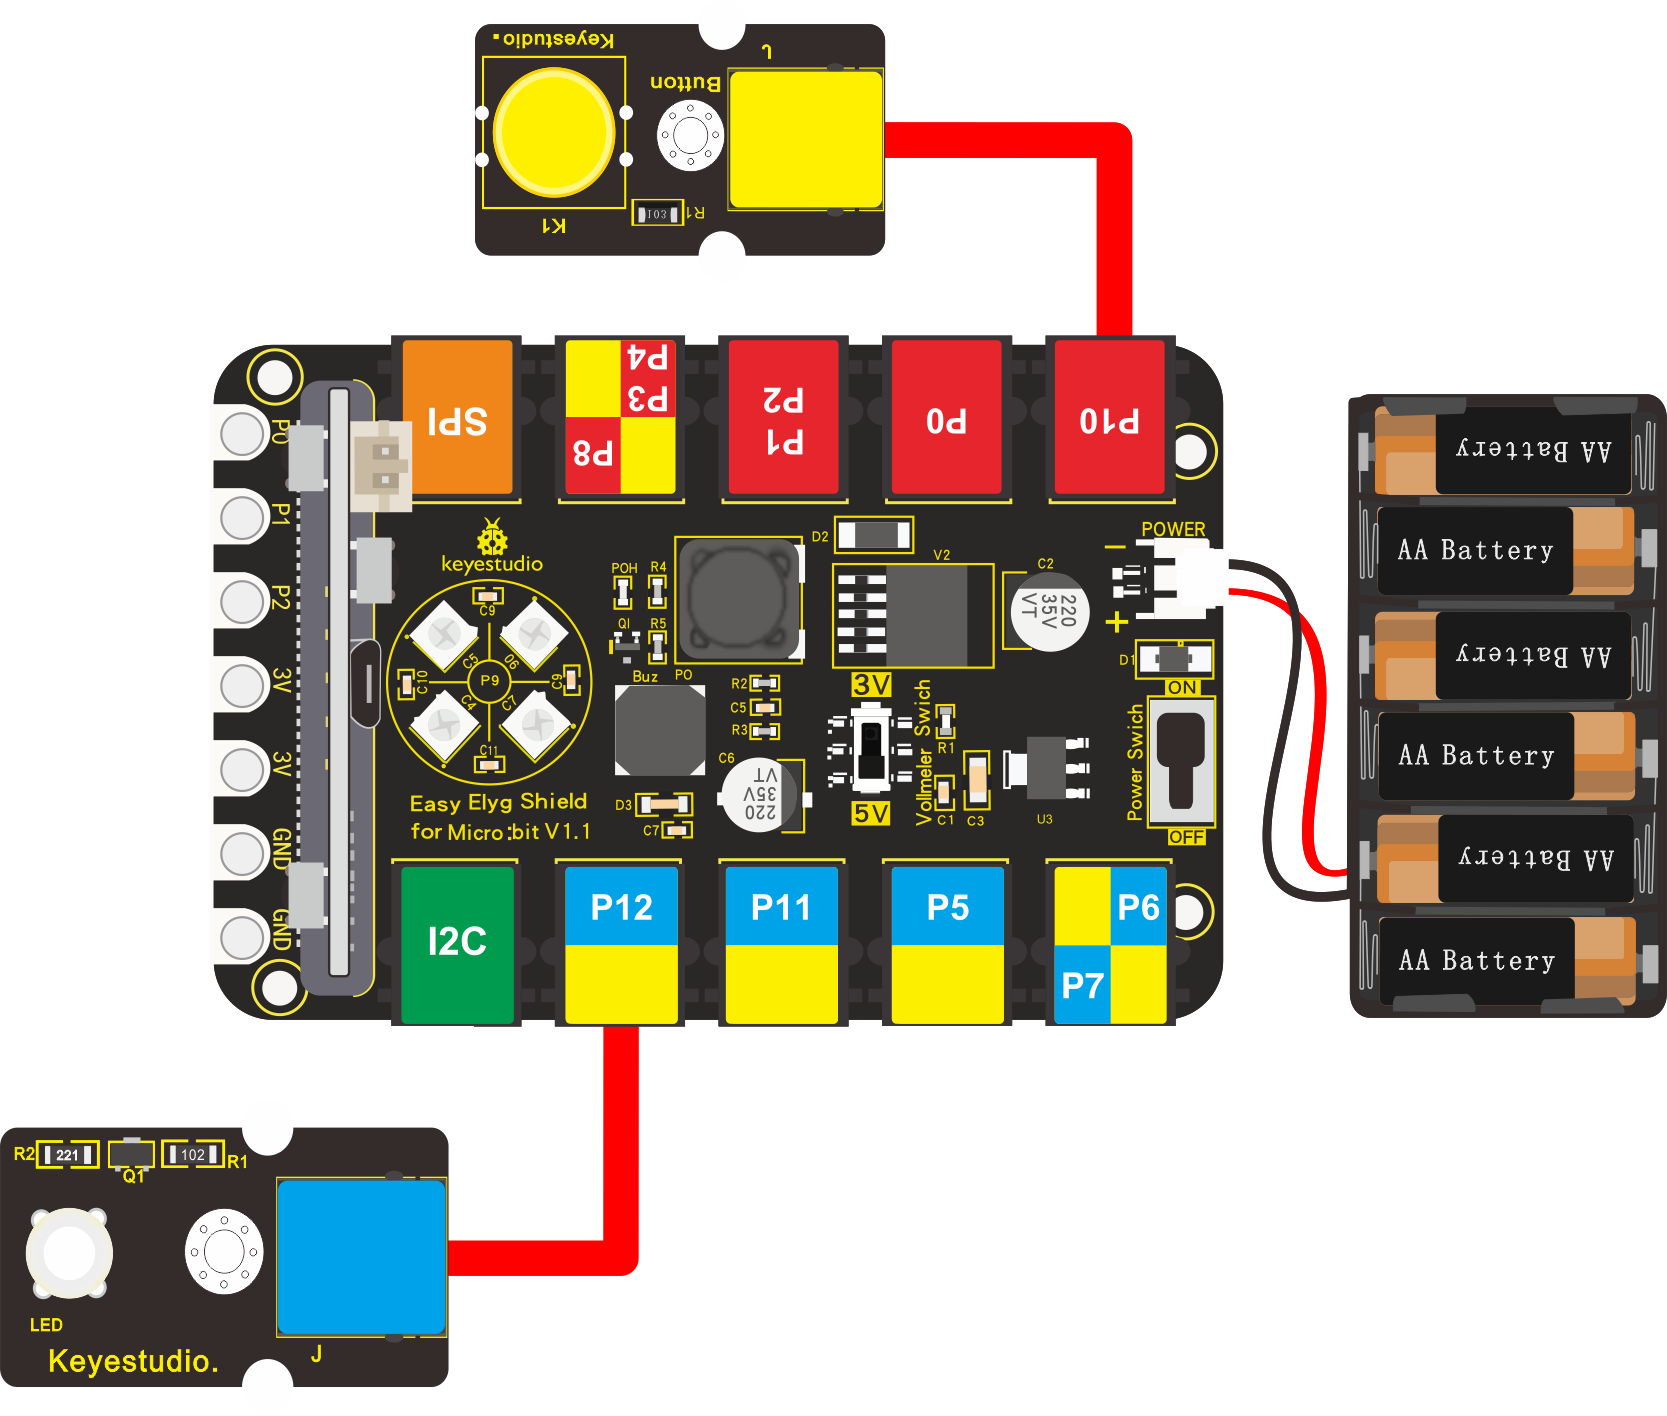 Keyestudio.
J
Button
R1
103
K1
SPI
P4
P3
P8
P2
P1
P0
P10
P0
P1
P2
3V
3V
GND
GND
keyestudio
C9
C5
06
C10
P9
C9
C4
C7
C11
Easy Elyg Shield
for Micro:bit V1.1
POH
R4
Q1
R5
Buz
PO
R2
C5
R3
C6
220
35V
VT
D3
C7
D2
V2
C2
220
35V
VT
3V
5V
Vollmeler Swich
R1
C1
C3
U3
POWER
−
+
D1
ON
Power Swich
OFF
AA Battery
AA Battery
AA Battery
AA Battery
AA Battery
AA Battery
I2C
P12
P11
P5
P6
P7
R2
221
Q1
102
R1
LED
J
Keyestudio.